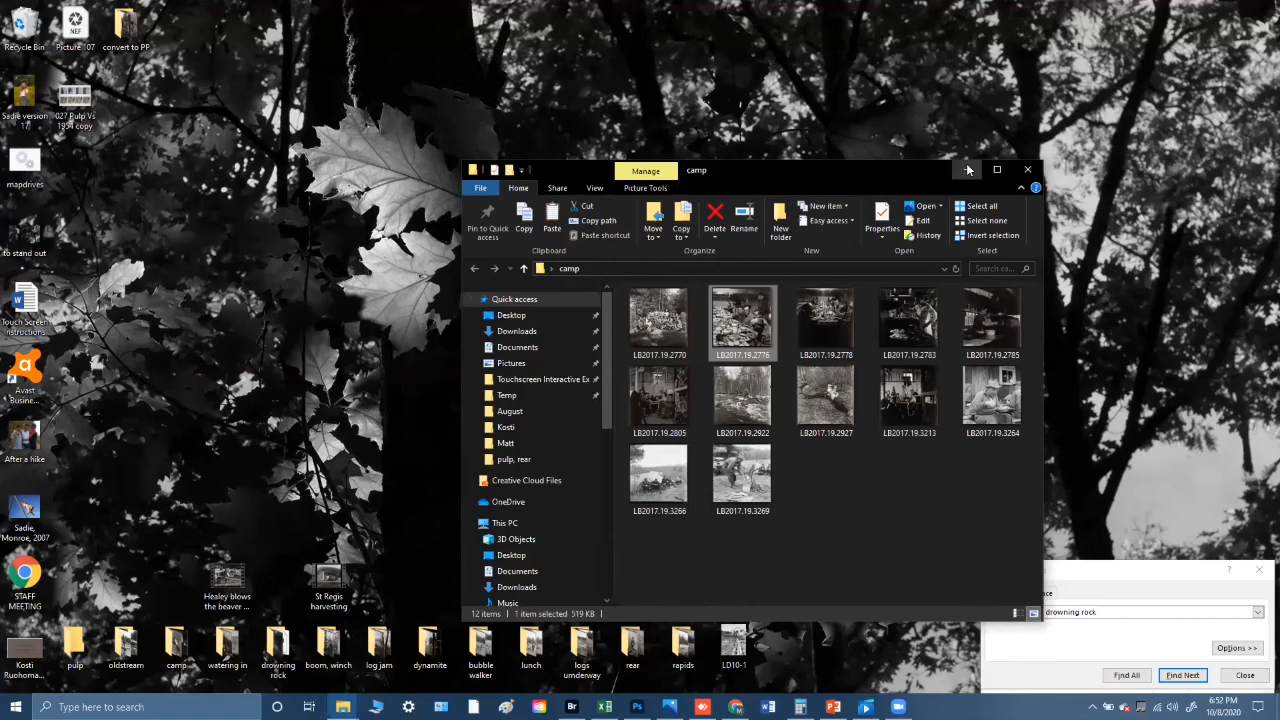 Recycle Bin
NEF
Picture 107
convert to PP
Sadie version
17
027 Pulp Vs
1954 copy
mapdrives
to stand out
Touch Screen
Instructions
Avast
Busine...
After a hike
Sadie,
Monroe, 2007
STAFF
MEETING
Kosti
Ruohoma...
pulp
oldstream
camp
watering in
drowning
rock
boom, winch
log jam
dynamite
bubble
walker
lunch
logs
underway
rear
rapids
LD10-1
Healey blows
the beaver ...
St Regis
harvesting
Manage
camp
File
Home
Share
View
Picture Tools
Pin to Quick
access
Copy
Paste
Cut
Copy path
Paste shortcut
Clipboard
Move
to
Copy
to
Delete
Rename
Organize
New
folder
New item
Easy access
New
Properties
Open
Edit
History
Open
Select all
Select none
Invert selection
Select
camp
Search ca...
Quick access
Desktop
Downloads
Documents
Pictures
Touchscreen Interactive Ex
Temp
August
Kosti
Matt
pulp, rear
Creative Cloud Files
OneDrive
This PC
3D Objects
Desktop
Documents
Downloads
Music
LB2017.19.2770
LB2017.19.2776
LB2017.19.2778
LB2017.19.2783
LB2017.19.2785
LB2017.19.2805
LB2017.19.2922
LB2017.19.2927
LB2017.19.3213
LB2017.19.3264
LB2017.19.3266
LB2017.19.3269
12 items
1 item selected 519 KB
?
ace
drowning rock
Options >>
Find All
Find Next
Close
Type here to search
Br
Ps
6:52 PM
10/8/2020